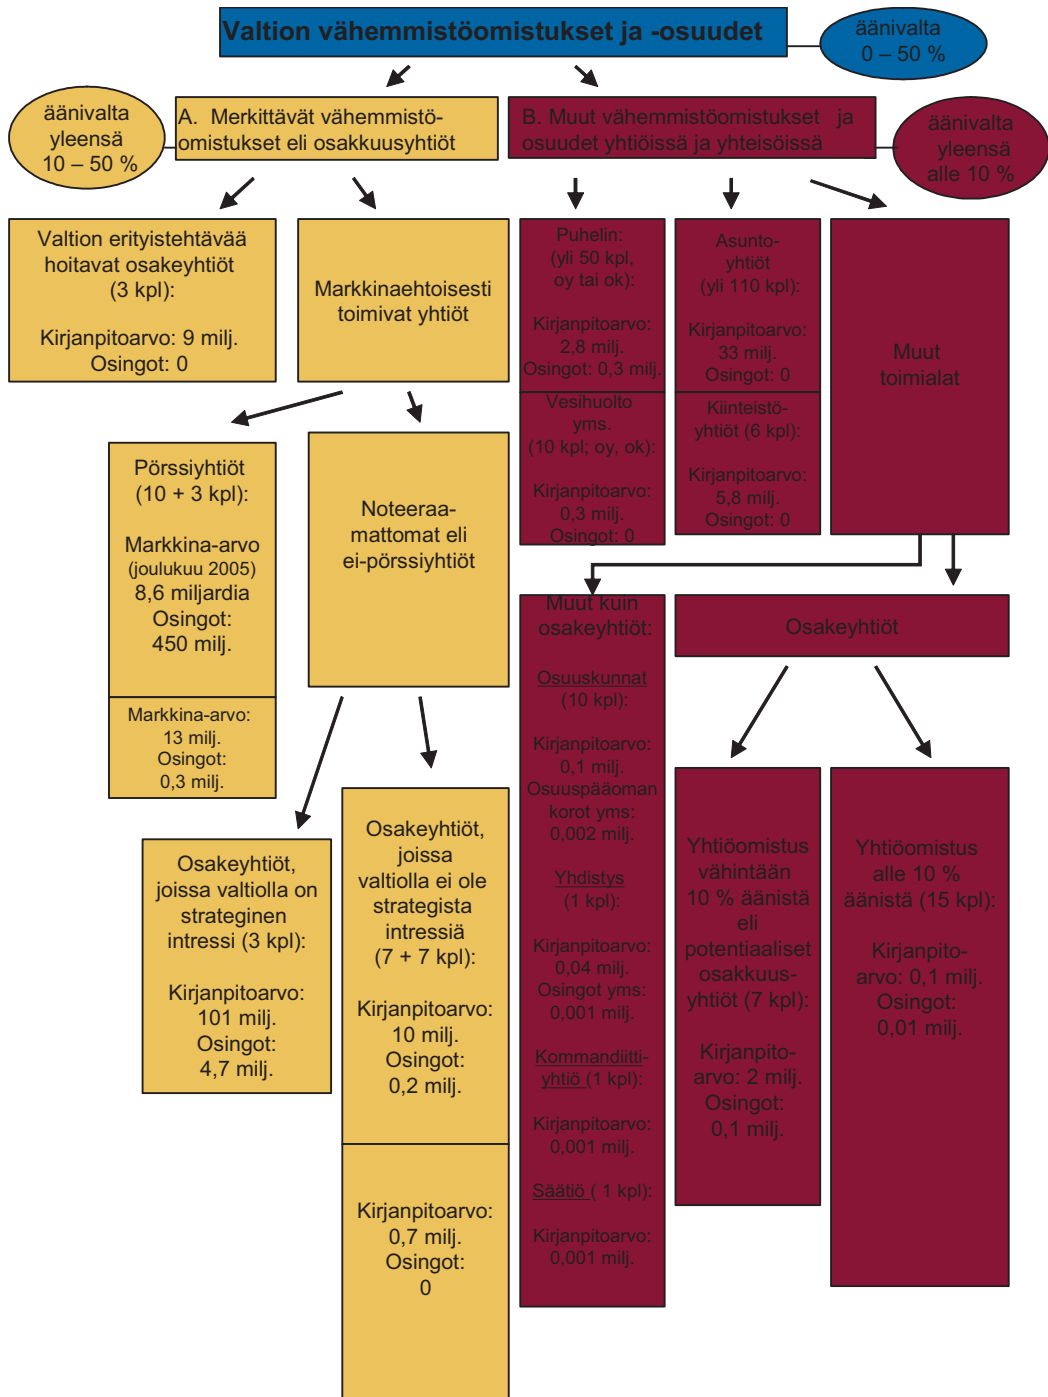 Valtion vähemmistöomistukset ja -osuudet
äänivalta
0 – 50 %
äänivalta
yleensä
10 – 50 %
A. Merkittävät vähemmistö-
omistukset eli osakkuusyhtiöt
B. Muut vähemmistöomistukset ja
osuudet yhtiöissä ja yhteisöissä
äänivalta
yleensä
alle 10 %
Valtion erityistehtävää
hoitavat osakeyhtiöt
(3 kpl):
Kirjanpitoarvo: 9 milj.
Osingot: 0
Markkinaehtoisesti
toimivat yhtiöt
Puhelin:
(yli 50 kpl,
oy tai ok):
Kirjanpitoarvo:
2,8 milj.
Osingot: 0,3 milj.
Vesihuolto
yms.
(10 kpl; oy, ok):
Kirjanpitoarvo:
0,3 milj.
Osingot: 0
Asunto-
yhtiöt
(yli 110 kpl):
Kirjanpitoarvo:
33 milj.
Osingot: 0
Kiinteistö-
yhtiöt (6 kpl):
Kirjanpitoarvo:
5,8 milj.
Osingot: 0
Muut
toimialat
Pörssiyhtiöt
(10 + 3 kpl):
Markkina-arvo
(joulukuu 2005)
8,6 miljardia
Osingot:
450 milj.
Markkina-arvo:
13 milj.
Osingot:
0,3 milj.
Noteeraa-
mattomat eli
ei-pörssiyhtiöt
Osakeyhtiöt,
joissa valtiolla on
strateginen
intressi (3 kpl):
Kirjanpitoarvo:
101 milj.
Osingot:
4,7 milj.
Osakeyhtiöt,
joissa
valtiolla ei ole
strategista
intressiä
(7 + 7 kpl):
Kirjanpitoarvo:
10 milj.
Osingot:
0,2 milj.
Kirjanpitoarvo:
0,7 milj.
Osingot:
0
Muut kuin
osakeyhtiöt:
Osuuskunnat
(10 kpl):
Kirjanpitoarvo:
0,1 milj.
Osuuspääoman
korot yms:
0,002 milj.
Yhdistys
(1 kpl):
Kirjanpitoarvo:
0,04 milj.
Osingot yms:
0,001 milj.
Kommandiitti-
yhtiö (1 kpl):
Kirjanpitoarvo:
0,001 milj.
Säätiö ( 1 kpl):
Kirjanpitoarvo:
0,001 milj.
Osakeyhtiöt
Yhtiöomistus
vähintään
10 % äänistä
eli
potentiaaliset
osakkuus-
yhtiöt (7 kpl):
Kirjanpito-
arvo: 2 milj.
Osingot:
0,1 milj.
Yhtiöomistus
alle 10 %
äänistä (15 kpl):
Kirjanpito-
arvo: 0,1 milj.
Osingot:
0,01 milj.